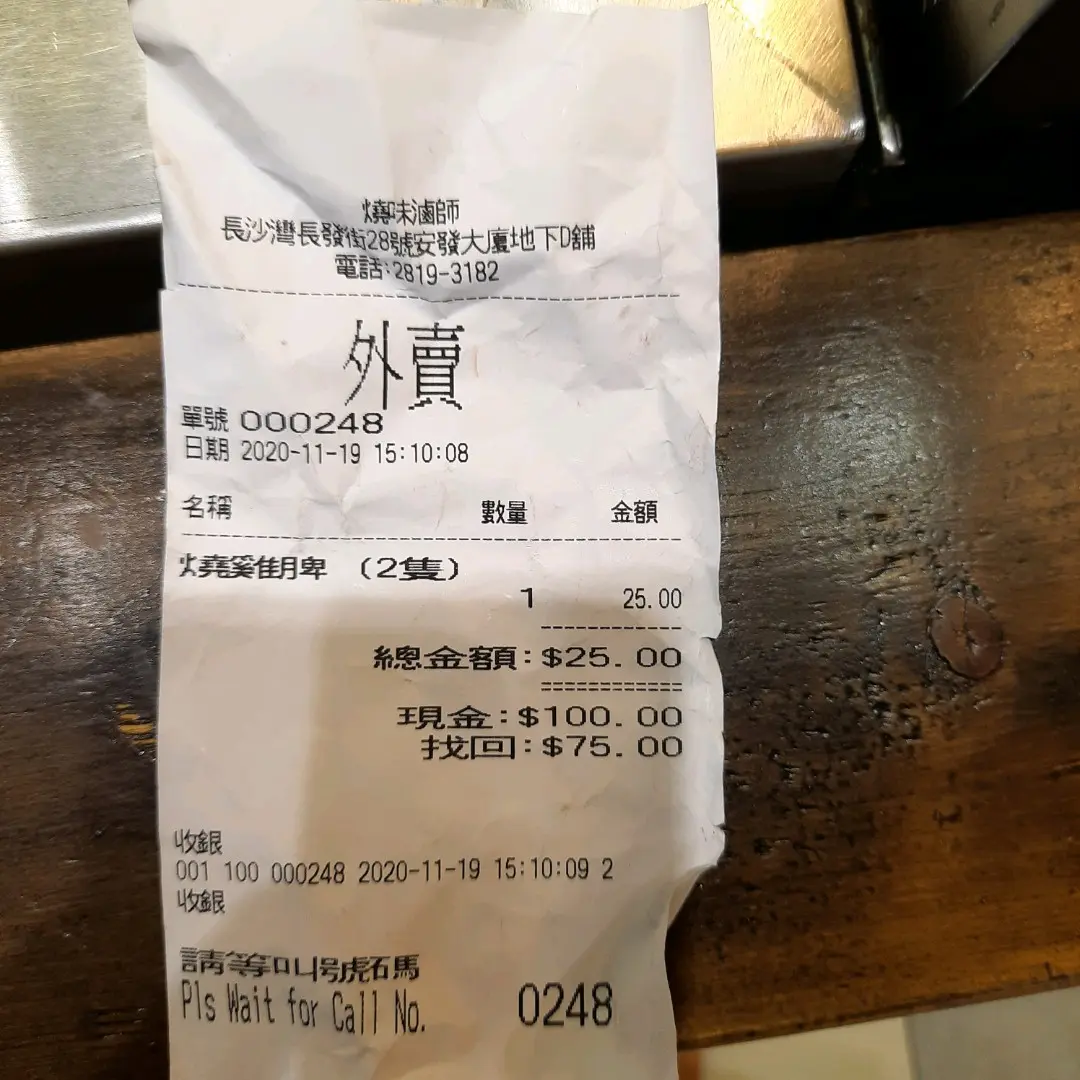 燒味滷師
長沙灣長發街28號安發大廈地下D舖
電話:2819-3182
外賣
單號 000248
日期 2020-11-19 15:10:08
名稱 數量 金額
燒雞脾 (2隻)
1 25.00
總金額:$25.00
現金:$100.00
找回:$75.00
收銀
001 100 000248 2020-11-19 15:10:09 2
收銀
請等叫號碼
Pls Wait for Call No. 0248